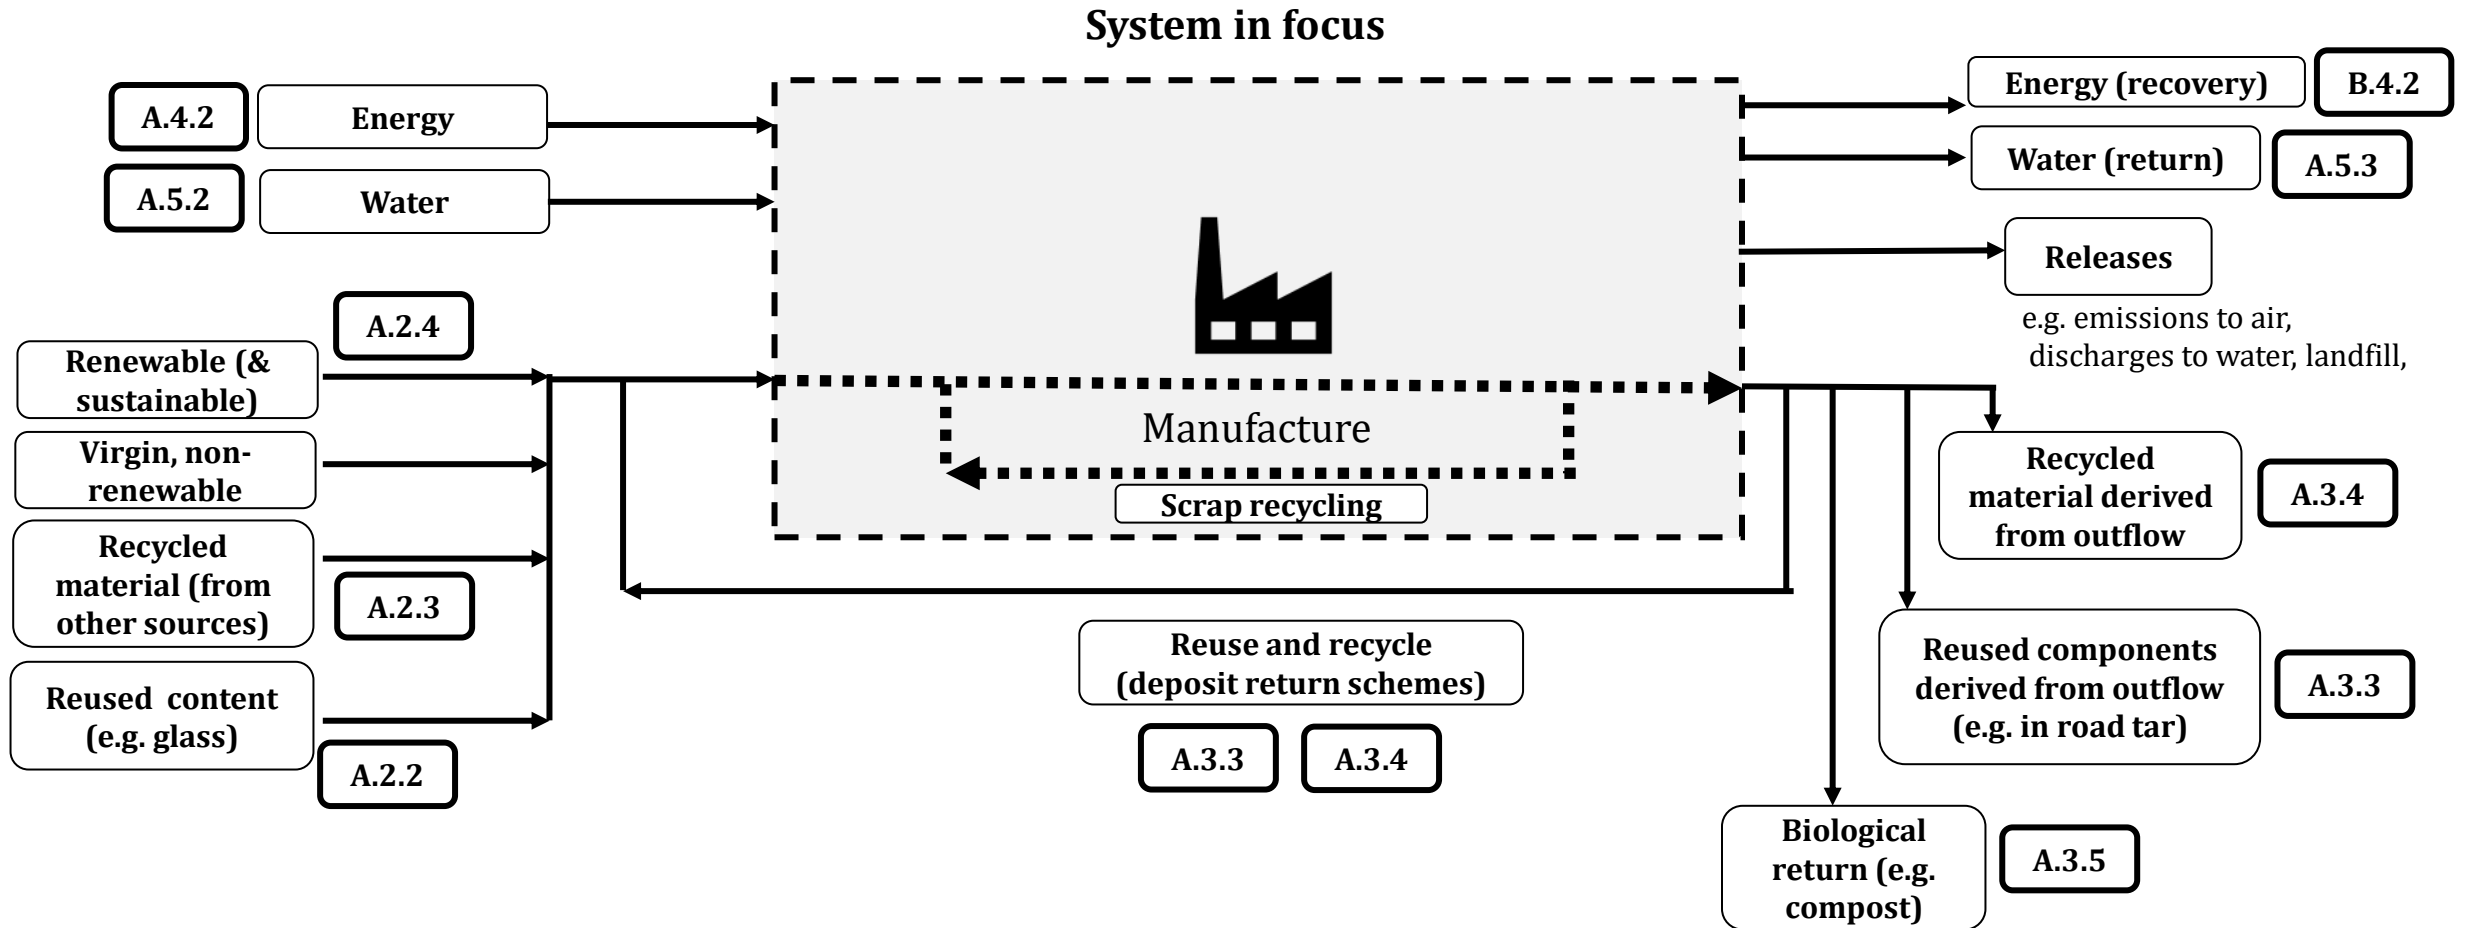 System in focus
A.4.2
Energy
A.5.2
Water
A.2.4
Renewable (&
sustainable)
Virgin, non-
renewable
Recycled
material (from
other sources)
A.2.3
Reused content
(e.g. glass)
A.2.2
Manufacture
Scrap recycling
Reuse and recycle
(deposit return schemes)
A.3.3
A.3.4
Energy (recovery)
B.4.2
Water (return)
A.5.3
Releases
e.g. emissions to air,
discharges to water, landfill,
Recycled
material derived
from outflow
A.3.4
Reused components
derived from outflow
(e.g. in road tar)
A.3.3
Biological
return (e.g.
compost)
A.3.5